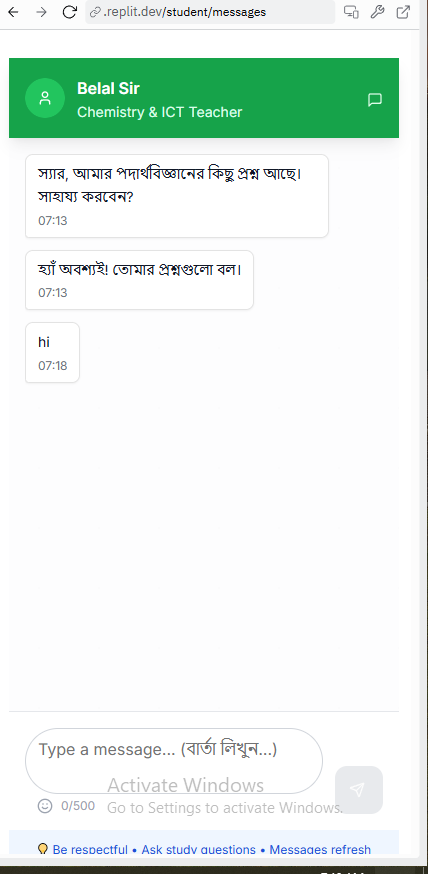 .replit.dev/student/messages
Belal Sir
Chemistry & ICT Teacher
স্যার, আমার পদার্থবিজ্ঞানের কিছু প্রশ্ন আছে।
সাহায্য করবেন?
07:13
হ্যাঁ অবশ্যই! তোমার প্রশ্নগুলো বল।
07:13
hi
07:18
Type a message... (বার্তা লিখুন...)
Activate Windows
0/500
Go to Settings to activate Windows.
Be respectful • Ask study questions • Messages refresh